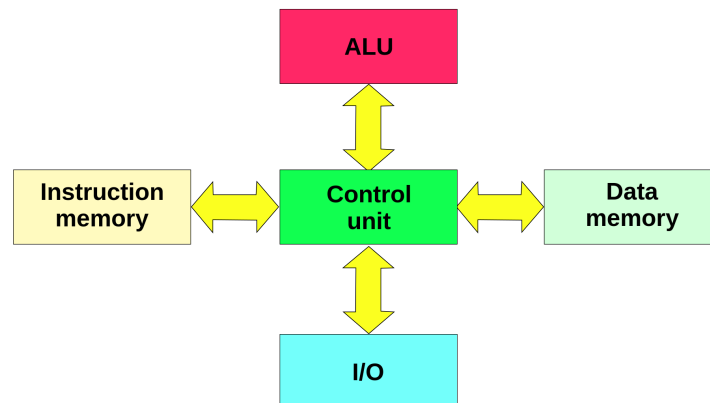 ALU
Instruction
memory
Control
unit
Data
memory
I/O